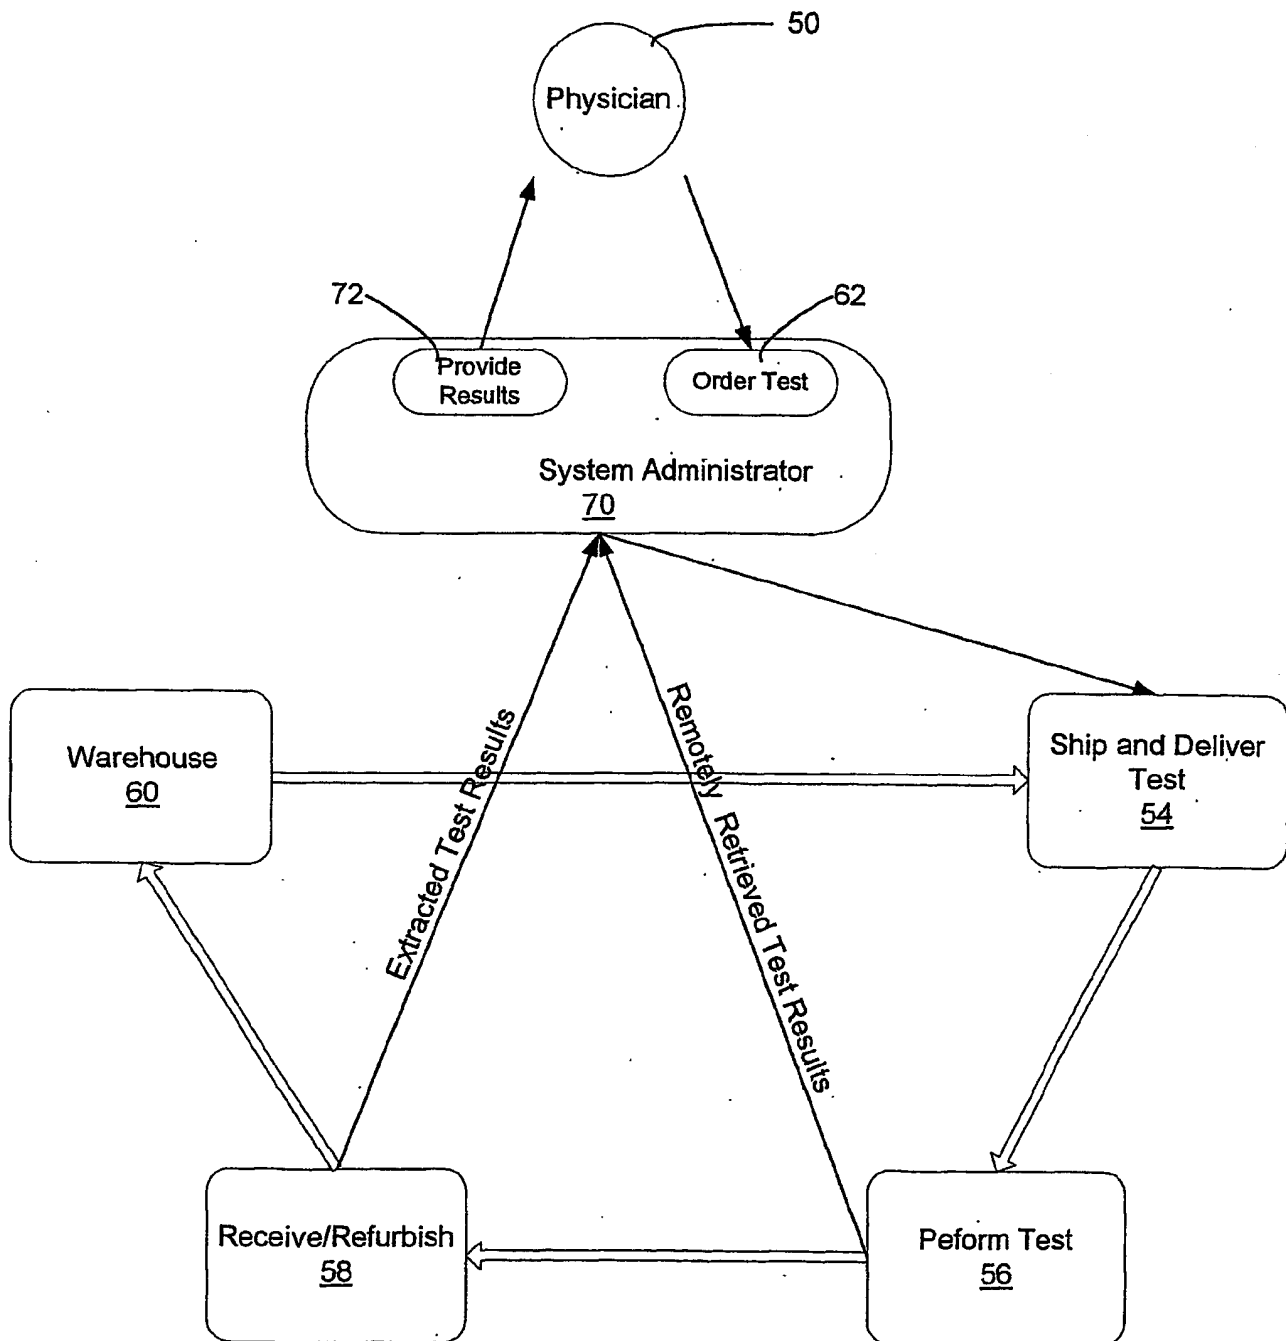 50
Physician
72
62
Provide
Results
Order Test
System Administrator
70
Warehouse
60
Extracted Test Results
Remotely Retrieved Test Results
Ship and Deliver
Test
54
Receive/Refurbish
58
Peform Test
56